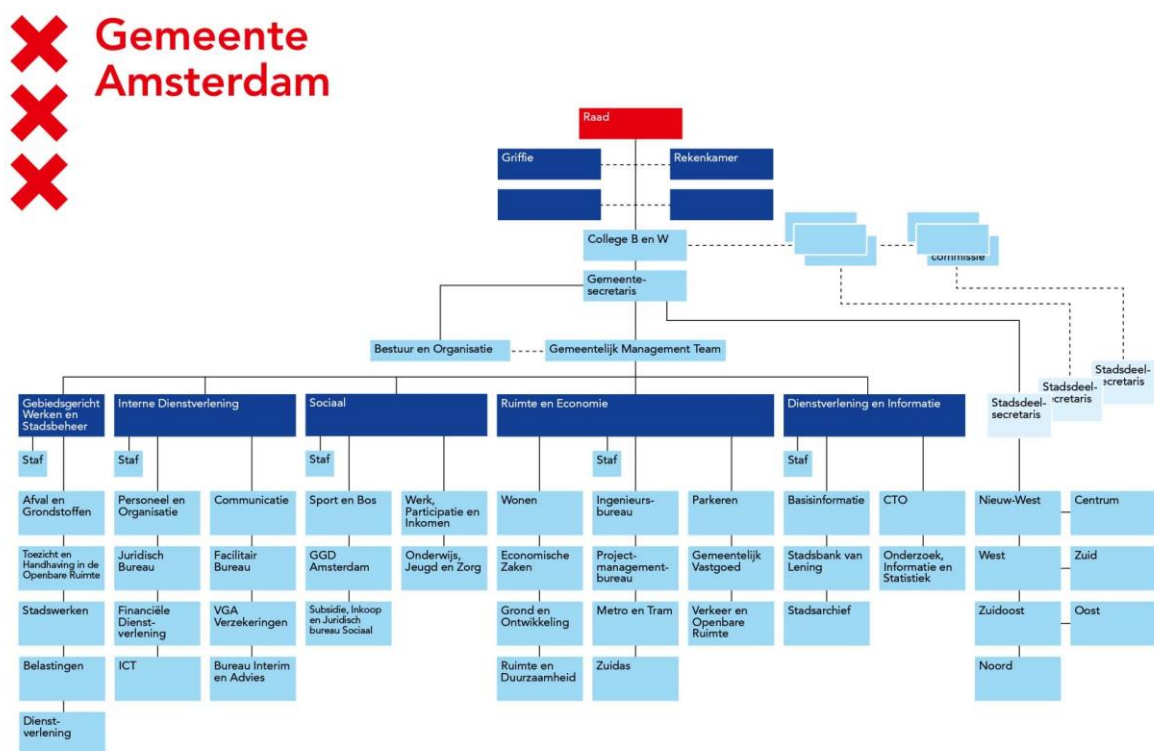 Gemeente
Amsterdam
Raad
Griffie
Rekenkamer
College B en W
commissie
Gemeente-
secretaris
Bestuur en Organisatie
Gemeentelijk Management Team
Stadsdeel-
secretaris
Stadsdeel-
ecretaris
Stadsdeel-
ecretaris
Gebiedsgericht
Werken en
Stadsbeheer
Interne Dienstverlening
Sociaal
Ruimte en Economie
Dienstverlening en Informatie
Staf
Staf
Staf
Staf
Staf
Afval en
Grondstoffen
Personeel en
Organisatie
Communicatie
Sport en Bos
Werk,
Participatie en
Inkomen
Wonen
Ingenieurs-
bureau
Parkeren
Basisinformatie
CTO
Nieuw-West
Centrum
Toezicht en
Handhaving in de
Openbare Ruimte
Juridisch
Bureau
Facilitair
Bureau
GGD
Amsterdam
Onderwijs,
Jeugd en Zorg
Economische
Zaken
Project-
management-
bureau
Gemeentelijk
Vastgoed
Stadsbank van
Lening
Onderzoek,
Informatie en
Statistiek
West
Zuid
Stadswerken
Financiële
Dienst-
verlening
VGA
Verzekeringen
Subsidie, Inkoop
en Juridisch
bureau Sociaal
Grond en
Ontwikkeling
Metro en Tram
Verkeer en
Openbare
Ruimte
Stadsarchief
Zuidoost
Oost
Belastingen
ICT
Bureau Interim
en Advies
Ruimte en
Duurzaamheid
Zuidas
Noord
Dienst-
verlening